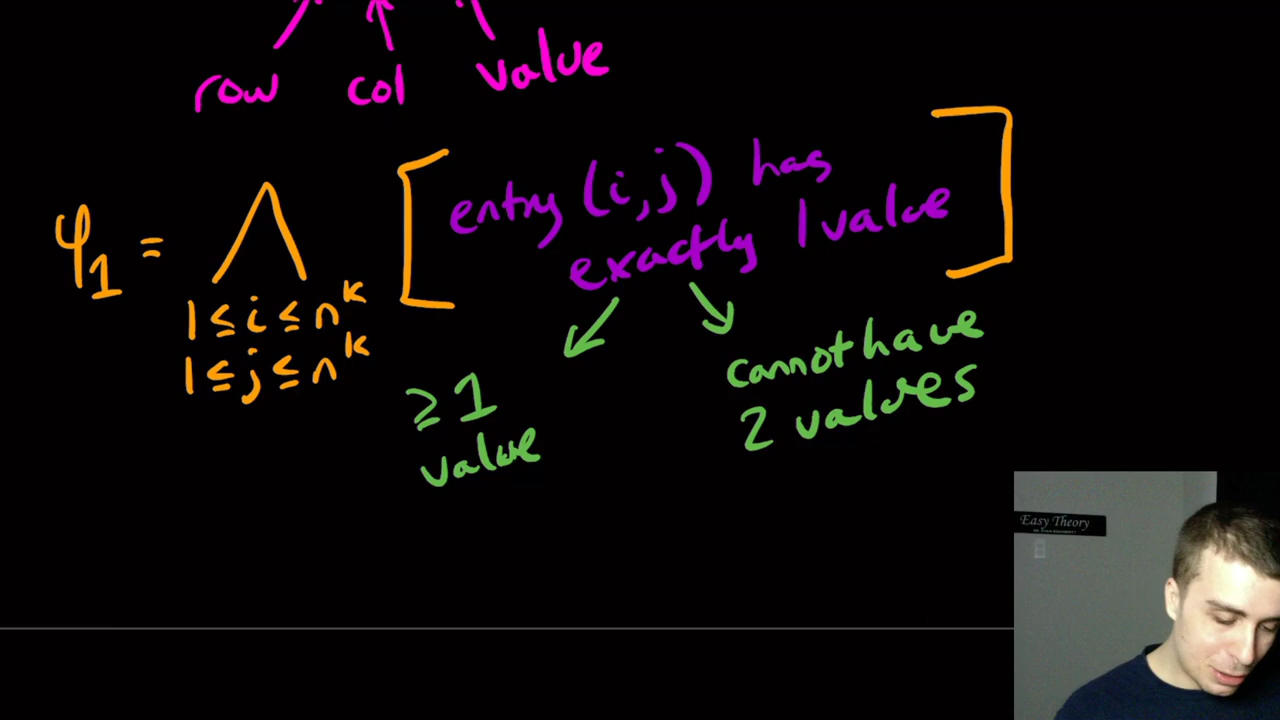 row col value
φ₁ = ⋀ [ entry (i,j) has
exactly 1 value ]
1 ≤ i ≤ n^k
1 ≤ j ≤ n^k
≥ 1
value
cannot have
2 values
Easy Theory